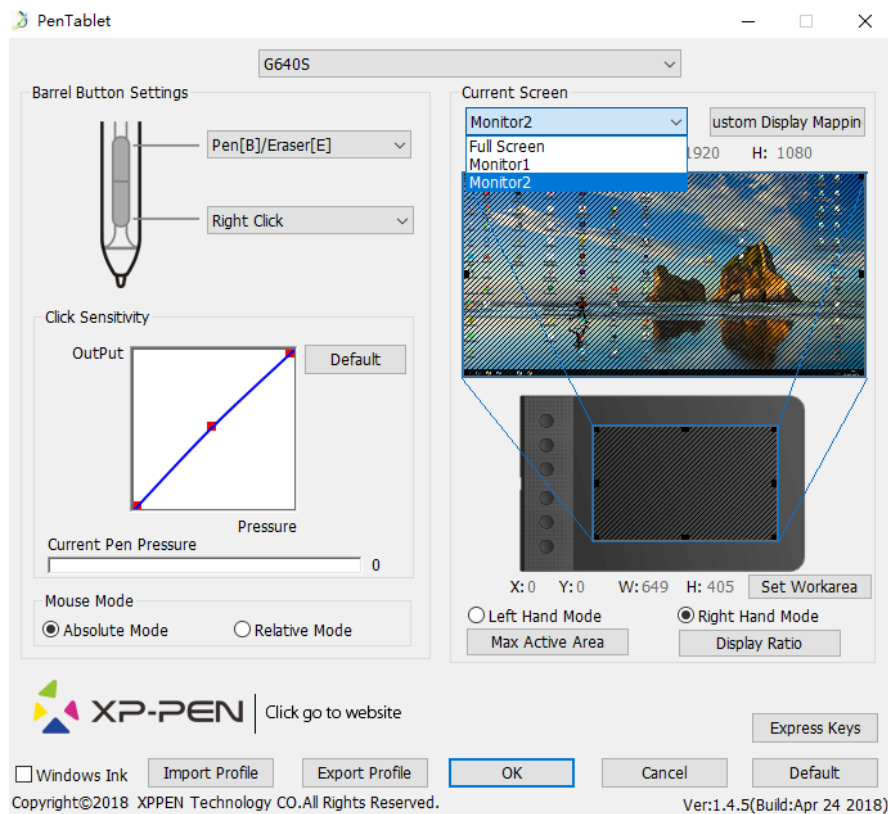 PenTablet
G640S
Barrel Button Settings
Pen[B]/Eraser[E]
Right Click
Click Sensitivity
OutPut
Default
Pressure
Current Pen Pressure
0
Mouse Mode
Absolute Mode
Relative Mode
Current Screen
Monitor2
ustom Display Mappin
Full Screen
Monitor1
Monitor2
1920 H: 1080
X: 0 Y: 0 W: 649 H: 405
Set Workarea
Left Hand Mode
Right Hand Mode
Max Active Area
Display Ratio
XP-PEN
Click go to website
Express Keys
Windows Ink
Import Profile
Export Profile
OK
Cancel
Default
Copyright©2018 XPPEN Technology CO.All Rights Reserved.
Ver:1.4.5(Build:Apr 24 2018)